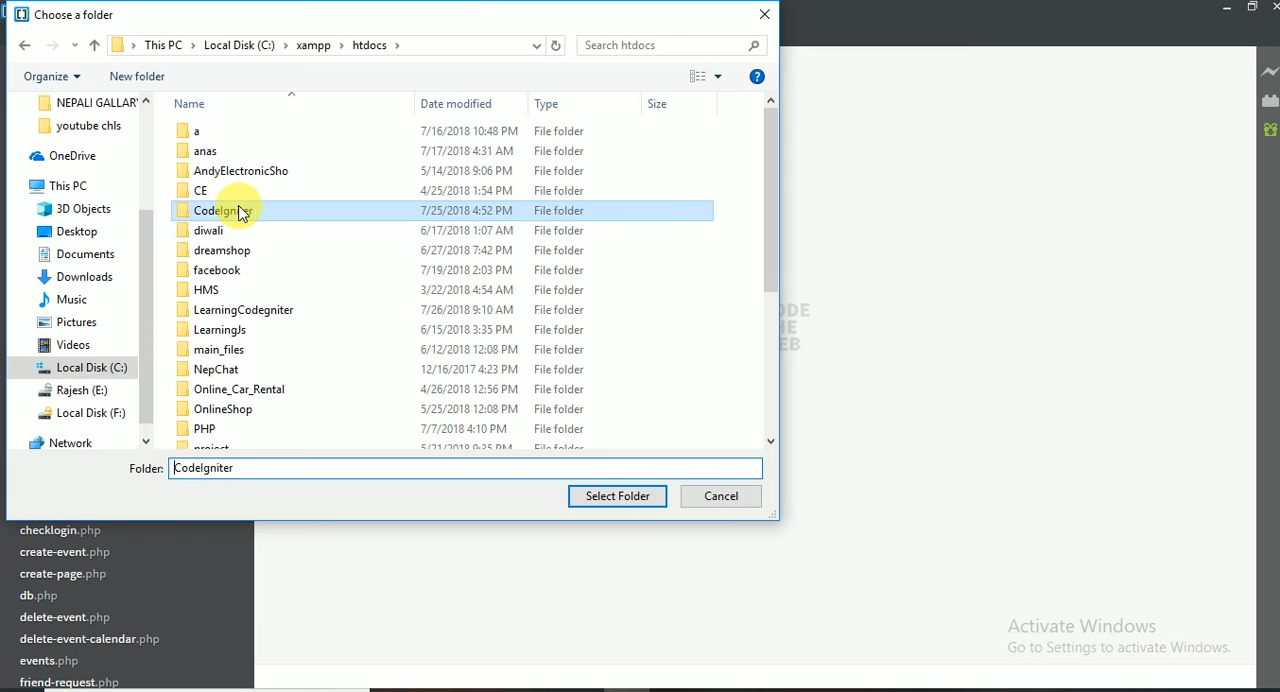 Choose a folder
This PC > Local Disk (C:) > xampp > htdocs >
Search htdocs
Organize
New folder
?
NEPALI GALLAR
youtube chls
OneDrive
This PC
3D Objects
Desktop
Documents
Downloads
Music
Pictures
Videos
Local Disk (C:)
Rajesh (E:)
Local Disk (F:)
Network
Name Date modified Type Size
a 7/16/2018 10:48 PM File folder
anas 7/17/2018 4:31 AM File folder
AndyElectronicSho 5/14/2018 9:06 PM File folder
CE 4/25/2018 1:54 PM File folder
CodeIgniter 7/25/2018 4:52 PM File folder
diwali 6/17/2018 1:07 AM File folder
dreamshop 6/27/2018 7:42 PM File folder
facebook 7/19/2018 2:03 PM File folder
HMS 3/22/2018 4:54 AM File folder
LearningCodegniter 7/26/2018 9:10 AM File folder
LearningJs 6/15/2018 3:35 PM File folder
main_files 6/12/2018 12:08 PM File folder
NepChat 12/16/2017 4:23 PM File folder
Online_Car_Rental 4/26/2018 12:56 PM File folder
OnlineShop 5/25/2018 12:08 PM File folder
PHP 7/7/2018 4:10 PM File folder
project 5/21/2018 9:35 PM File folder
Folder: CodeIgniter
Select Folder
Cancel
checklogin.php
create-event.php
create-page.php
db.php
delete-event.php
delete-event-calendar.php
events.php
friend-request.php
ODE
HE
EB
Activate Windows
Go to Settings to activate Windows.